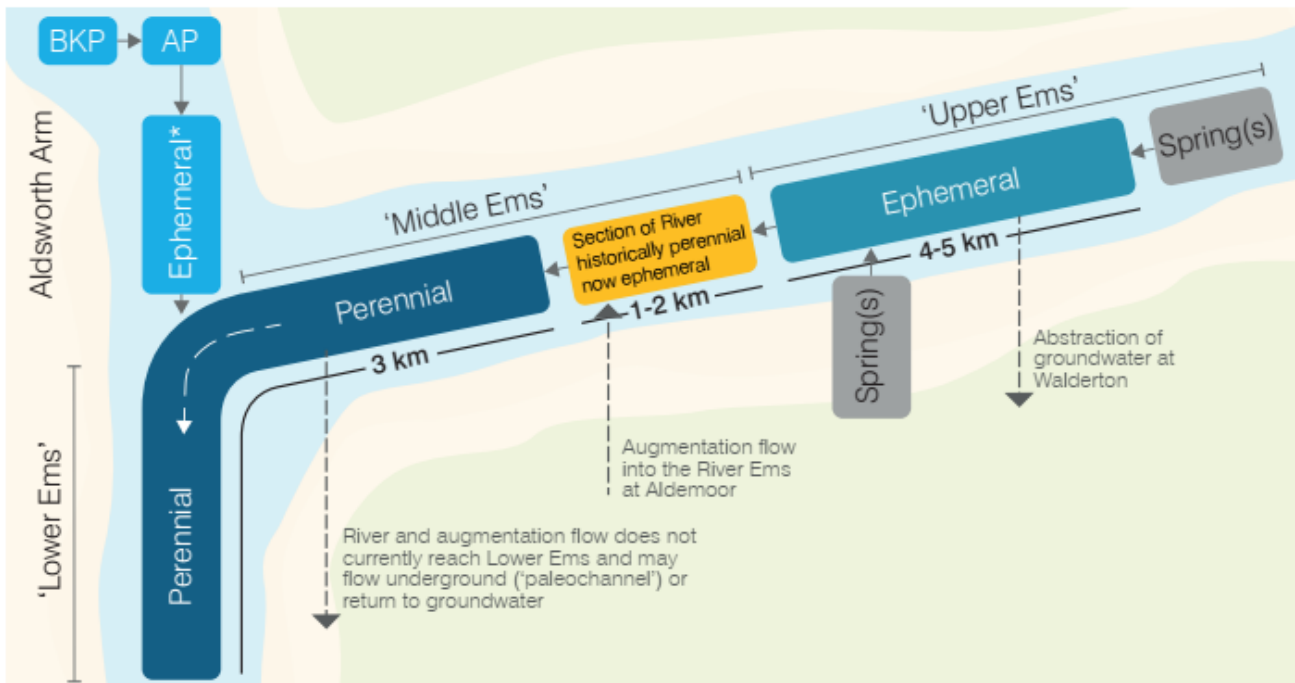 BKP
AP
Aldsworth Arm
Ephemeral*
'Upper Ems'
Spring(s)
Ephemeral
4-5 km
'Middle Ems'
Section of River
historically perennial
now ephemeral
1-2 km
Perennial
3 km
Spring(s)
Abstraction of
groundwater at
Walderton
Augmentation flow
into the River Ems
at Aldemoor
'Lower Ems'
Perennial
River and augmentation flow does not
currently reach Lower Ems and may
flow underground ('paleochannel') or
return to groundwater